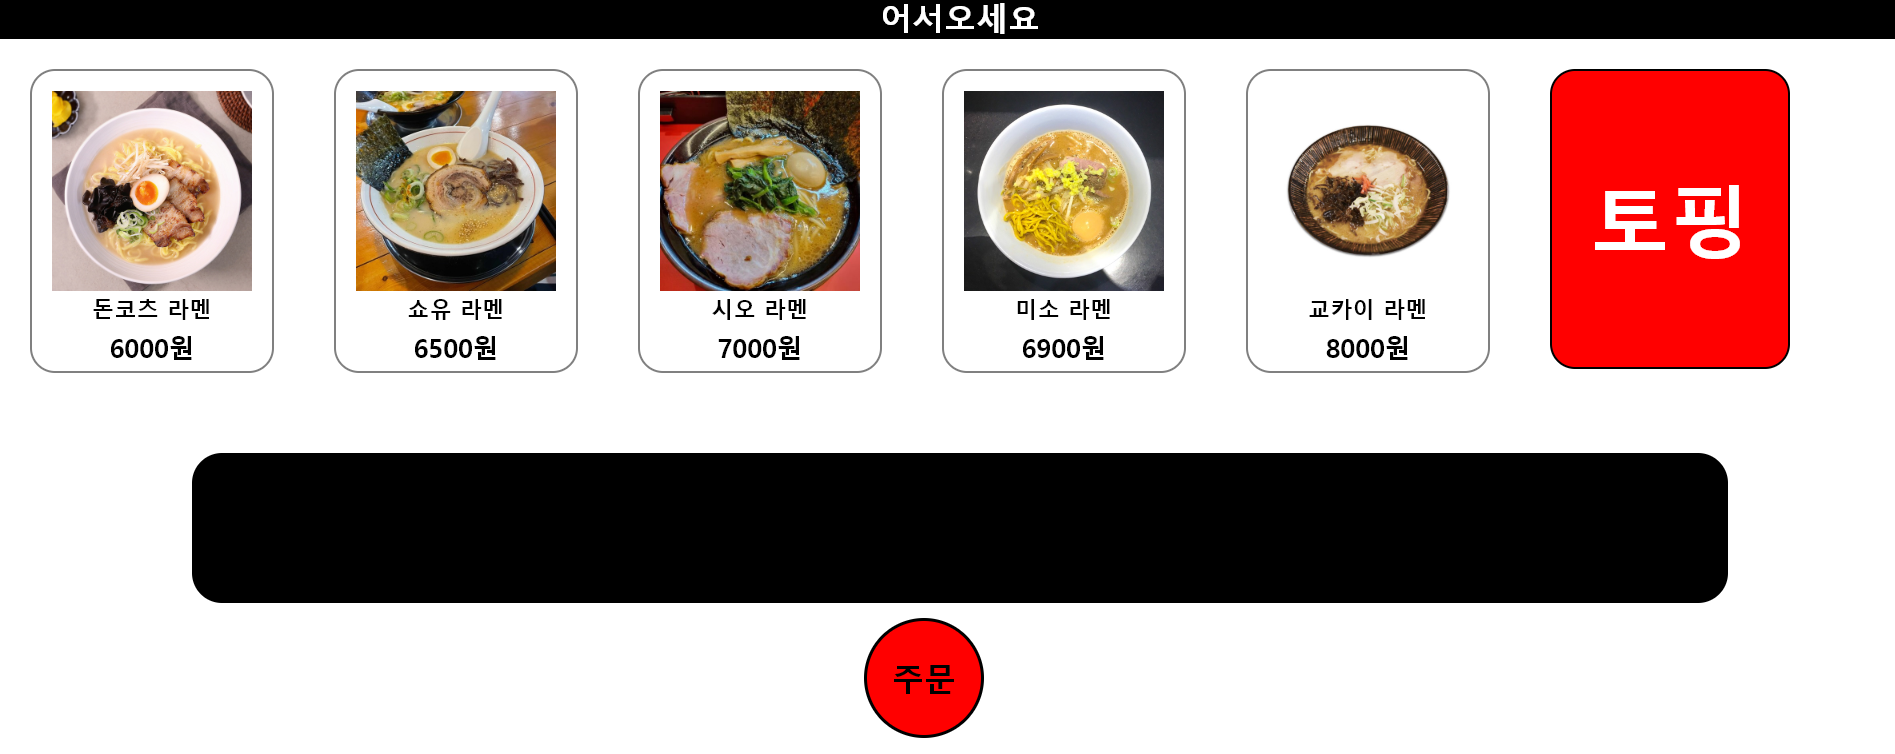 어서오세요
돈코츠 라멘
6000원
쇼유 라멘
6500원
시오 라멘
7000원
미소 라멘
6900원
교카이 라멘
8000원
토핑
주문